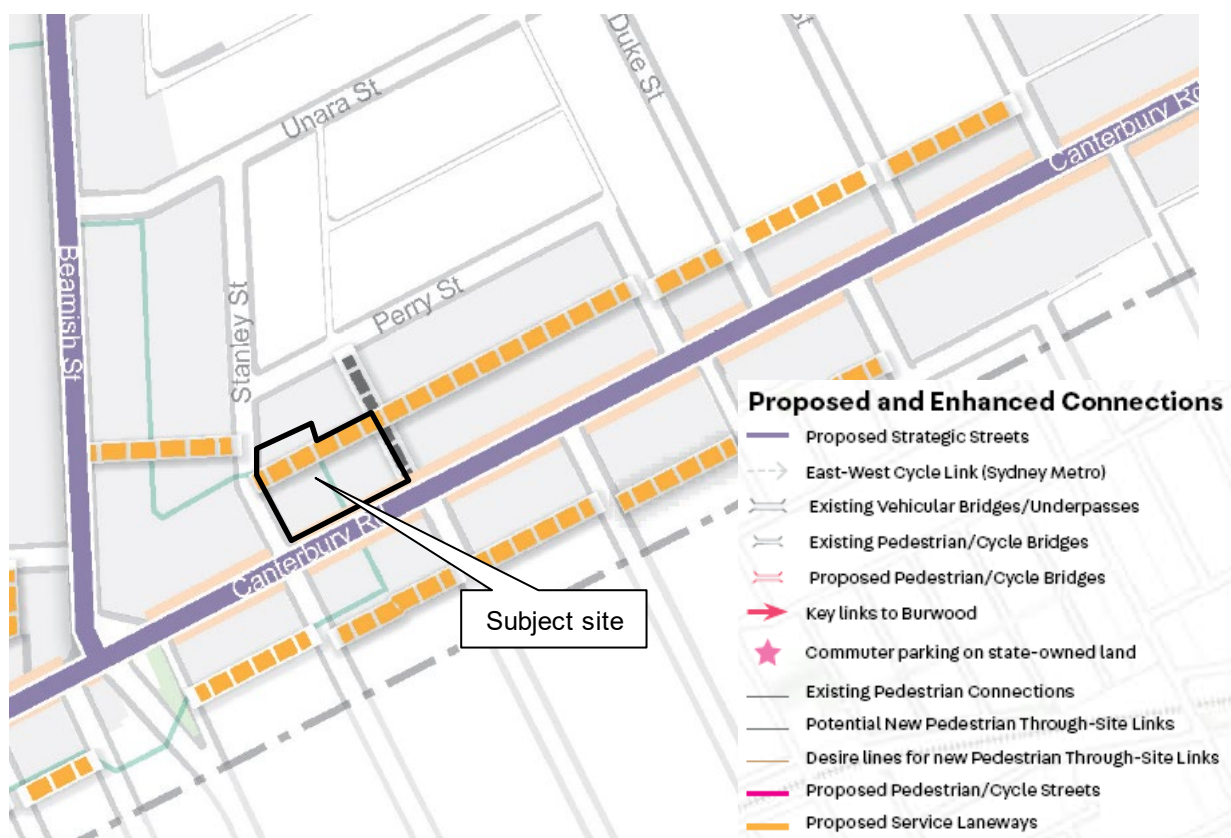 Duke St
St
Unara St
Canterbury Rd
Beamish St
Stanley St
Perry St
Canterbury Rd
Subject site
Proposed and Enhanced Connections
Proposed Strategic Streets
East-West Cycle Link (Sydney Metro)
Existing Vehicular Bridges/Underpasses
Existing Pedestrian/Cycle Bridges
Proposed Pedestrian/Cycle Bridges
Key links to Burwood
Commuter parking on state-owned land
Existing Pedestrian Connections
Potential New Pedestrian Through-Site Links
Desire lines for new Pedestrian Through-Site Links
Proposed Pedestrian/Cycle Streets
Proposed Service Laneways